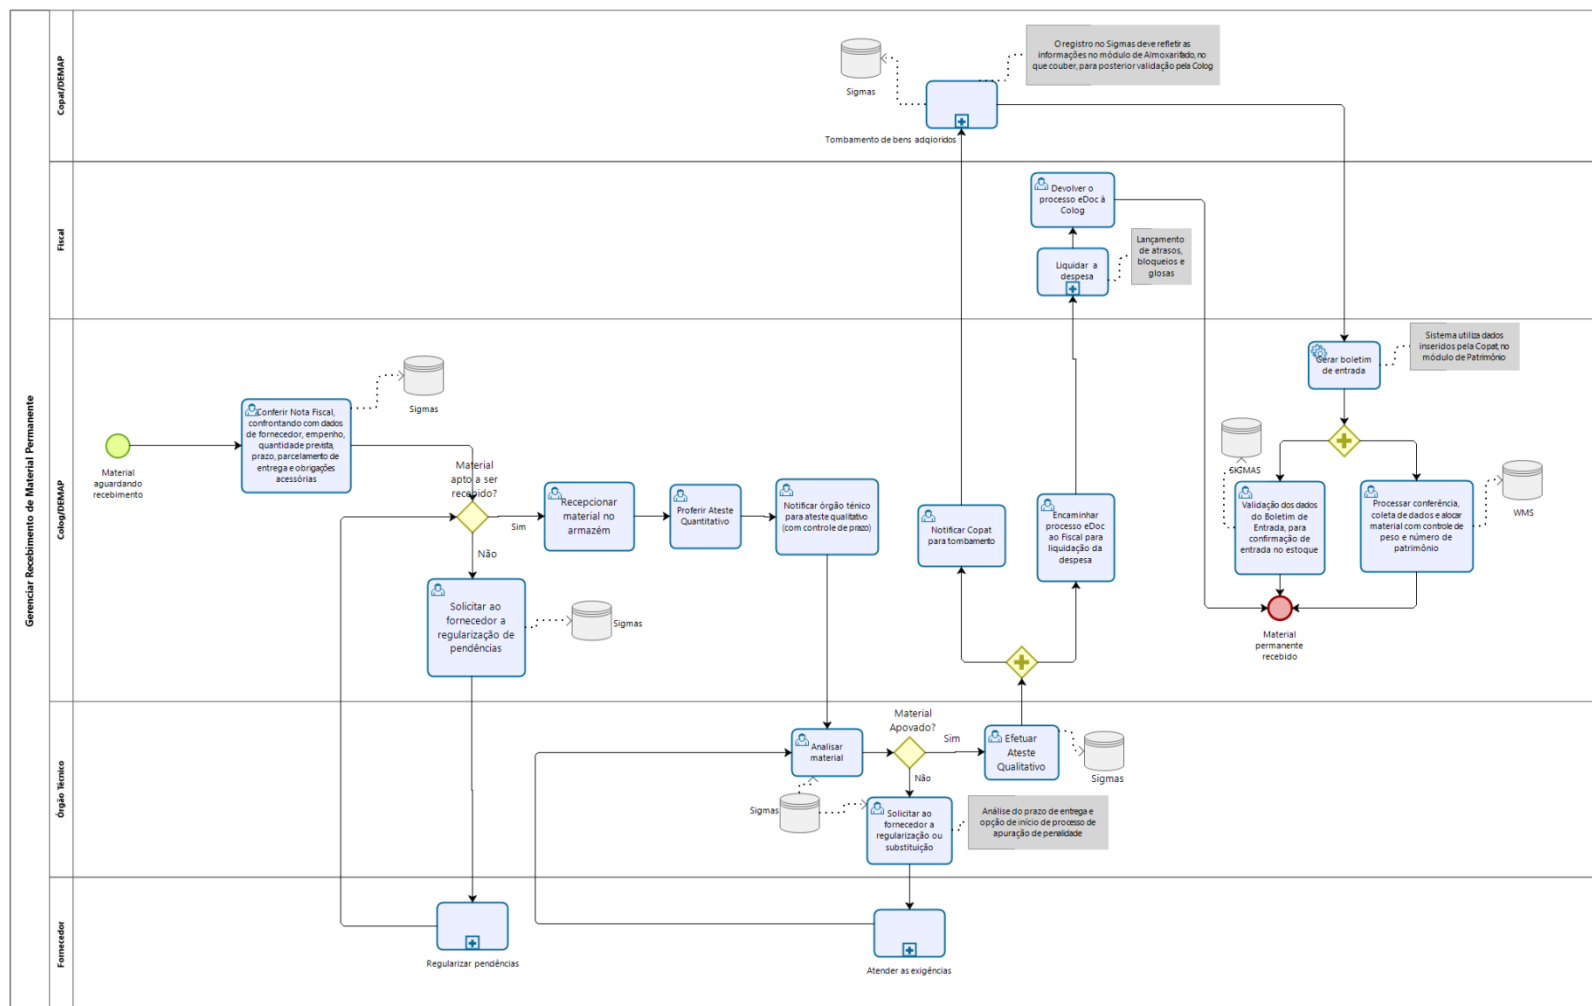 Gerenciar Recebimento de Material Permanente
Copat/DEMAP
Sigmas
O registro no Sigmas deve refletir as
informações no módulo de Almoxarifado, no
que couber, para posterior validação pela Colog
Tombamento de bens adqioridos
Fiscal
Devolver o
processo eDoc à
Colog
Liquidar a
despesa
Lançamento
de atrasos,
bloqueios e
glosas
Colog/DEMAP
Material
aguardando
recebimento
Conferir Nota Fiscal,
confrontando com dados
de fornecedor, empenho,
quantidade prevista,
prazo, parcelamento de
entrega e obrigações
acessórias
Sigmas
Material
apto a ser
recebido?
Sim
Não
Recepcionar
material no
armazém
Proferir Ateste
Quantitativo
Notificar órgão ténico
para ateste qualitativo
(com controle de prazo)
Solicitar ao
fornecedor a
regularização de
pendências
Sigmas
Notificar Copat
para tombamento
Encaminhar
processo eDoc
ao Fiscal para
liquidação da
despesa
Gerar boletim
de entrada
Sistema utiliza dados
inseridos pela Copat, no
módulo de Patrimônio
SIGMAS
Validação dos dados
do Boletim de
Entrada, para
confirmação de
entrada no estoque
Processar conferência,
coleta de dados e alocar
material com controle de
peso e número de
patrimônio
WMS
Material
permanente
recebido
Órgão Técnico
Analisar
material
Sigmas
Material
Apovado?
Sim
Não
Efetuar
Ateste
Qualitativo
Sigmas
Solicitar ao
fornecedor a
regularização ou
substituição
Análise do prazo de entrega e
opção de início de processo de
apuração de penalidade
Fornecedor
Regularizar pendências
Atender as exigências